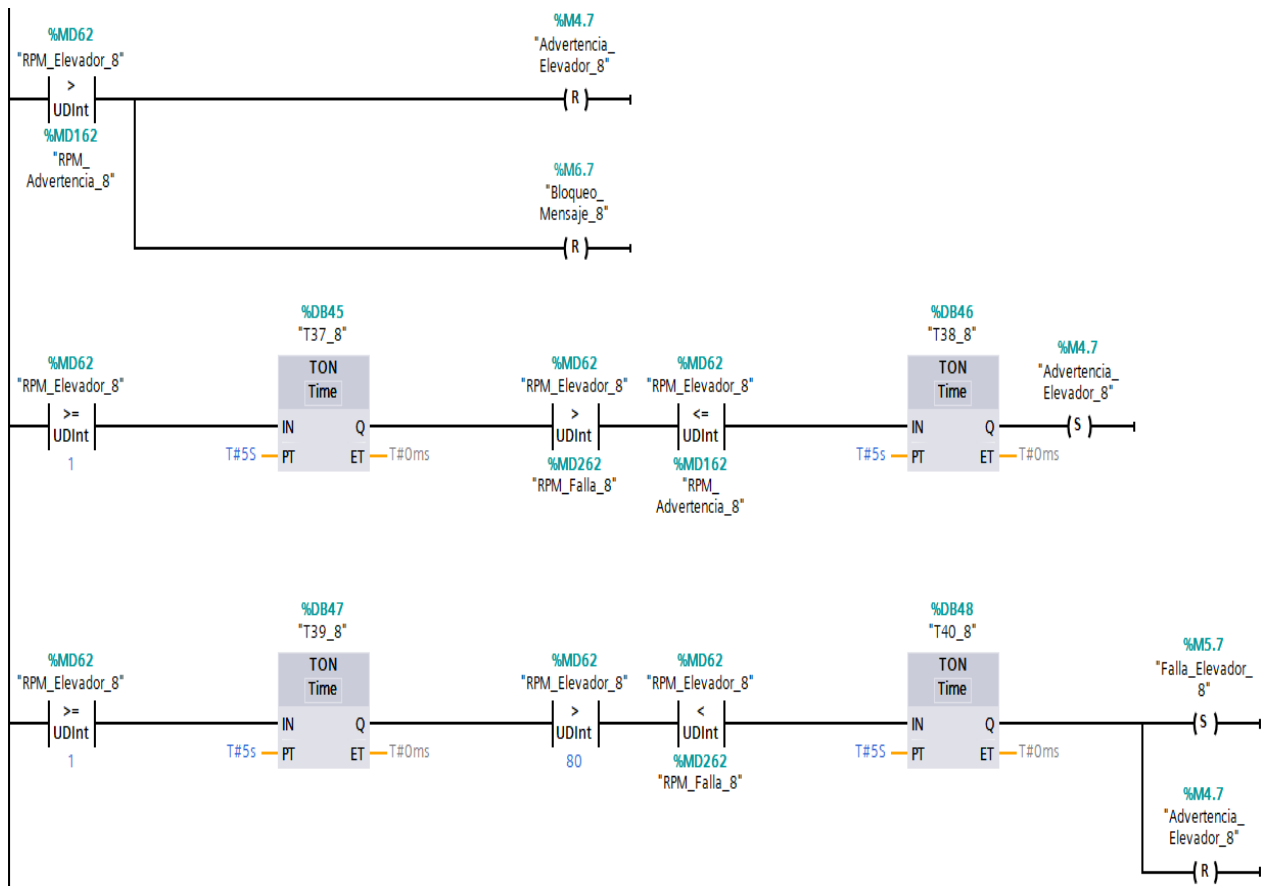 %MD62
"RPM_Elevador_8"
>
UDInt
%MD162
"RPM_
Advertencia_8"
%M4.7
"Advertencia_
Elevador_8"
R
%M6.7
"Bloqueo_
Mensaje_8"
R
%MD62
"RPM_Elevador_8"
>=
UDInt
1
%DB45
"T37_8"
TON
Time
IN Q
T#5S PT ET T#0ms
%MD62
"RPM_Elevador_8"
>
UDInt
%MD262
"RPM_Falla_8"
%MD62
"RPM_Elevador_8"
<=
UDInt
%MD162
"RPM_
Advertencia_8"
%DB46
"T38_8"
TON
Time
IN Q
T#5s PT ET T#0ms
%M4.7
"Advertencia_
Elevador_8"
S
%MD62
"RPM_Elevador_8"
>=
UDInt
1
%DB47
"T39_8"
TON
Time
IN Q
T#5s PT ET T#0ms
%MD62
"RPM_Elevador_8"
>
UDInt
80
%MD62
"RPM_Elevador_8"
<
UDInt
%MD262
"RPM_Falla_8"
%DB48
"T40_8"
TON
Time
IN Q
T#5S PT ET T#0ms
%M5.7
"Falla_Elevador_
8"
S
%M4.7
"Advertencia_
Elevador_8"
R